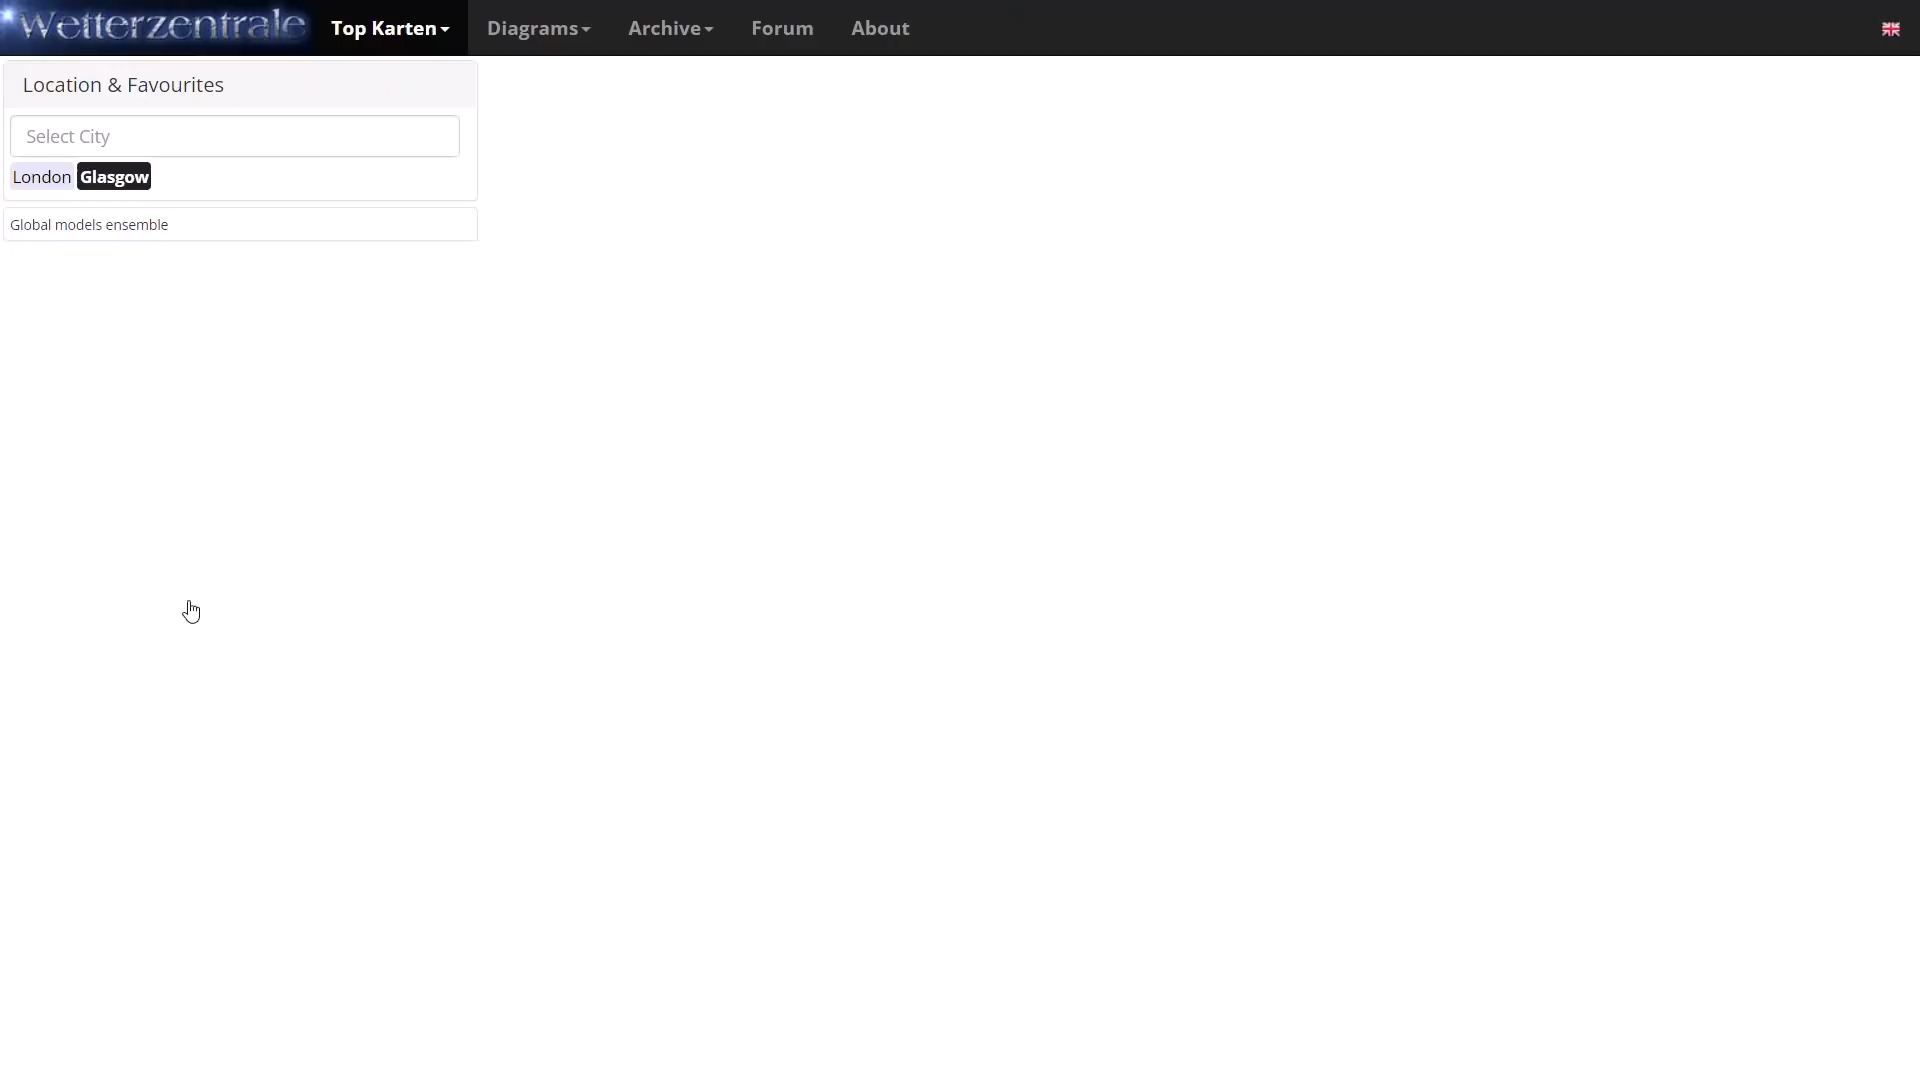 Wetterzentrale Top Karten Diagrams Archive Forum About
Location & Favourites
Select City
London Glasgow
Global models ensemble